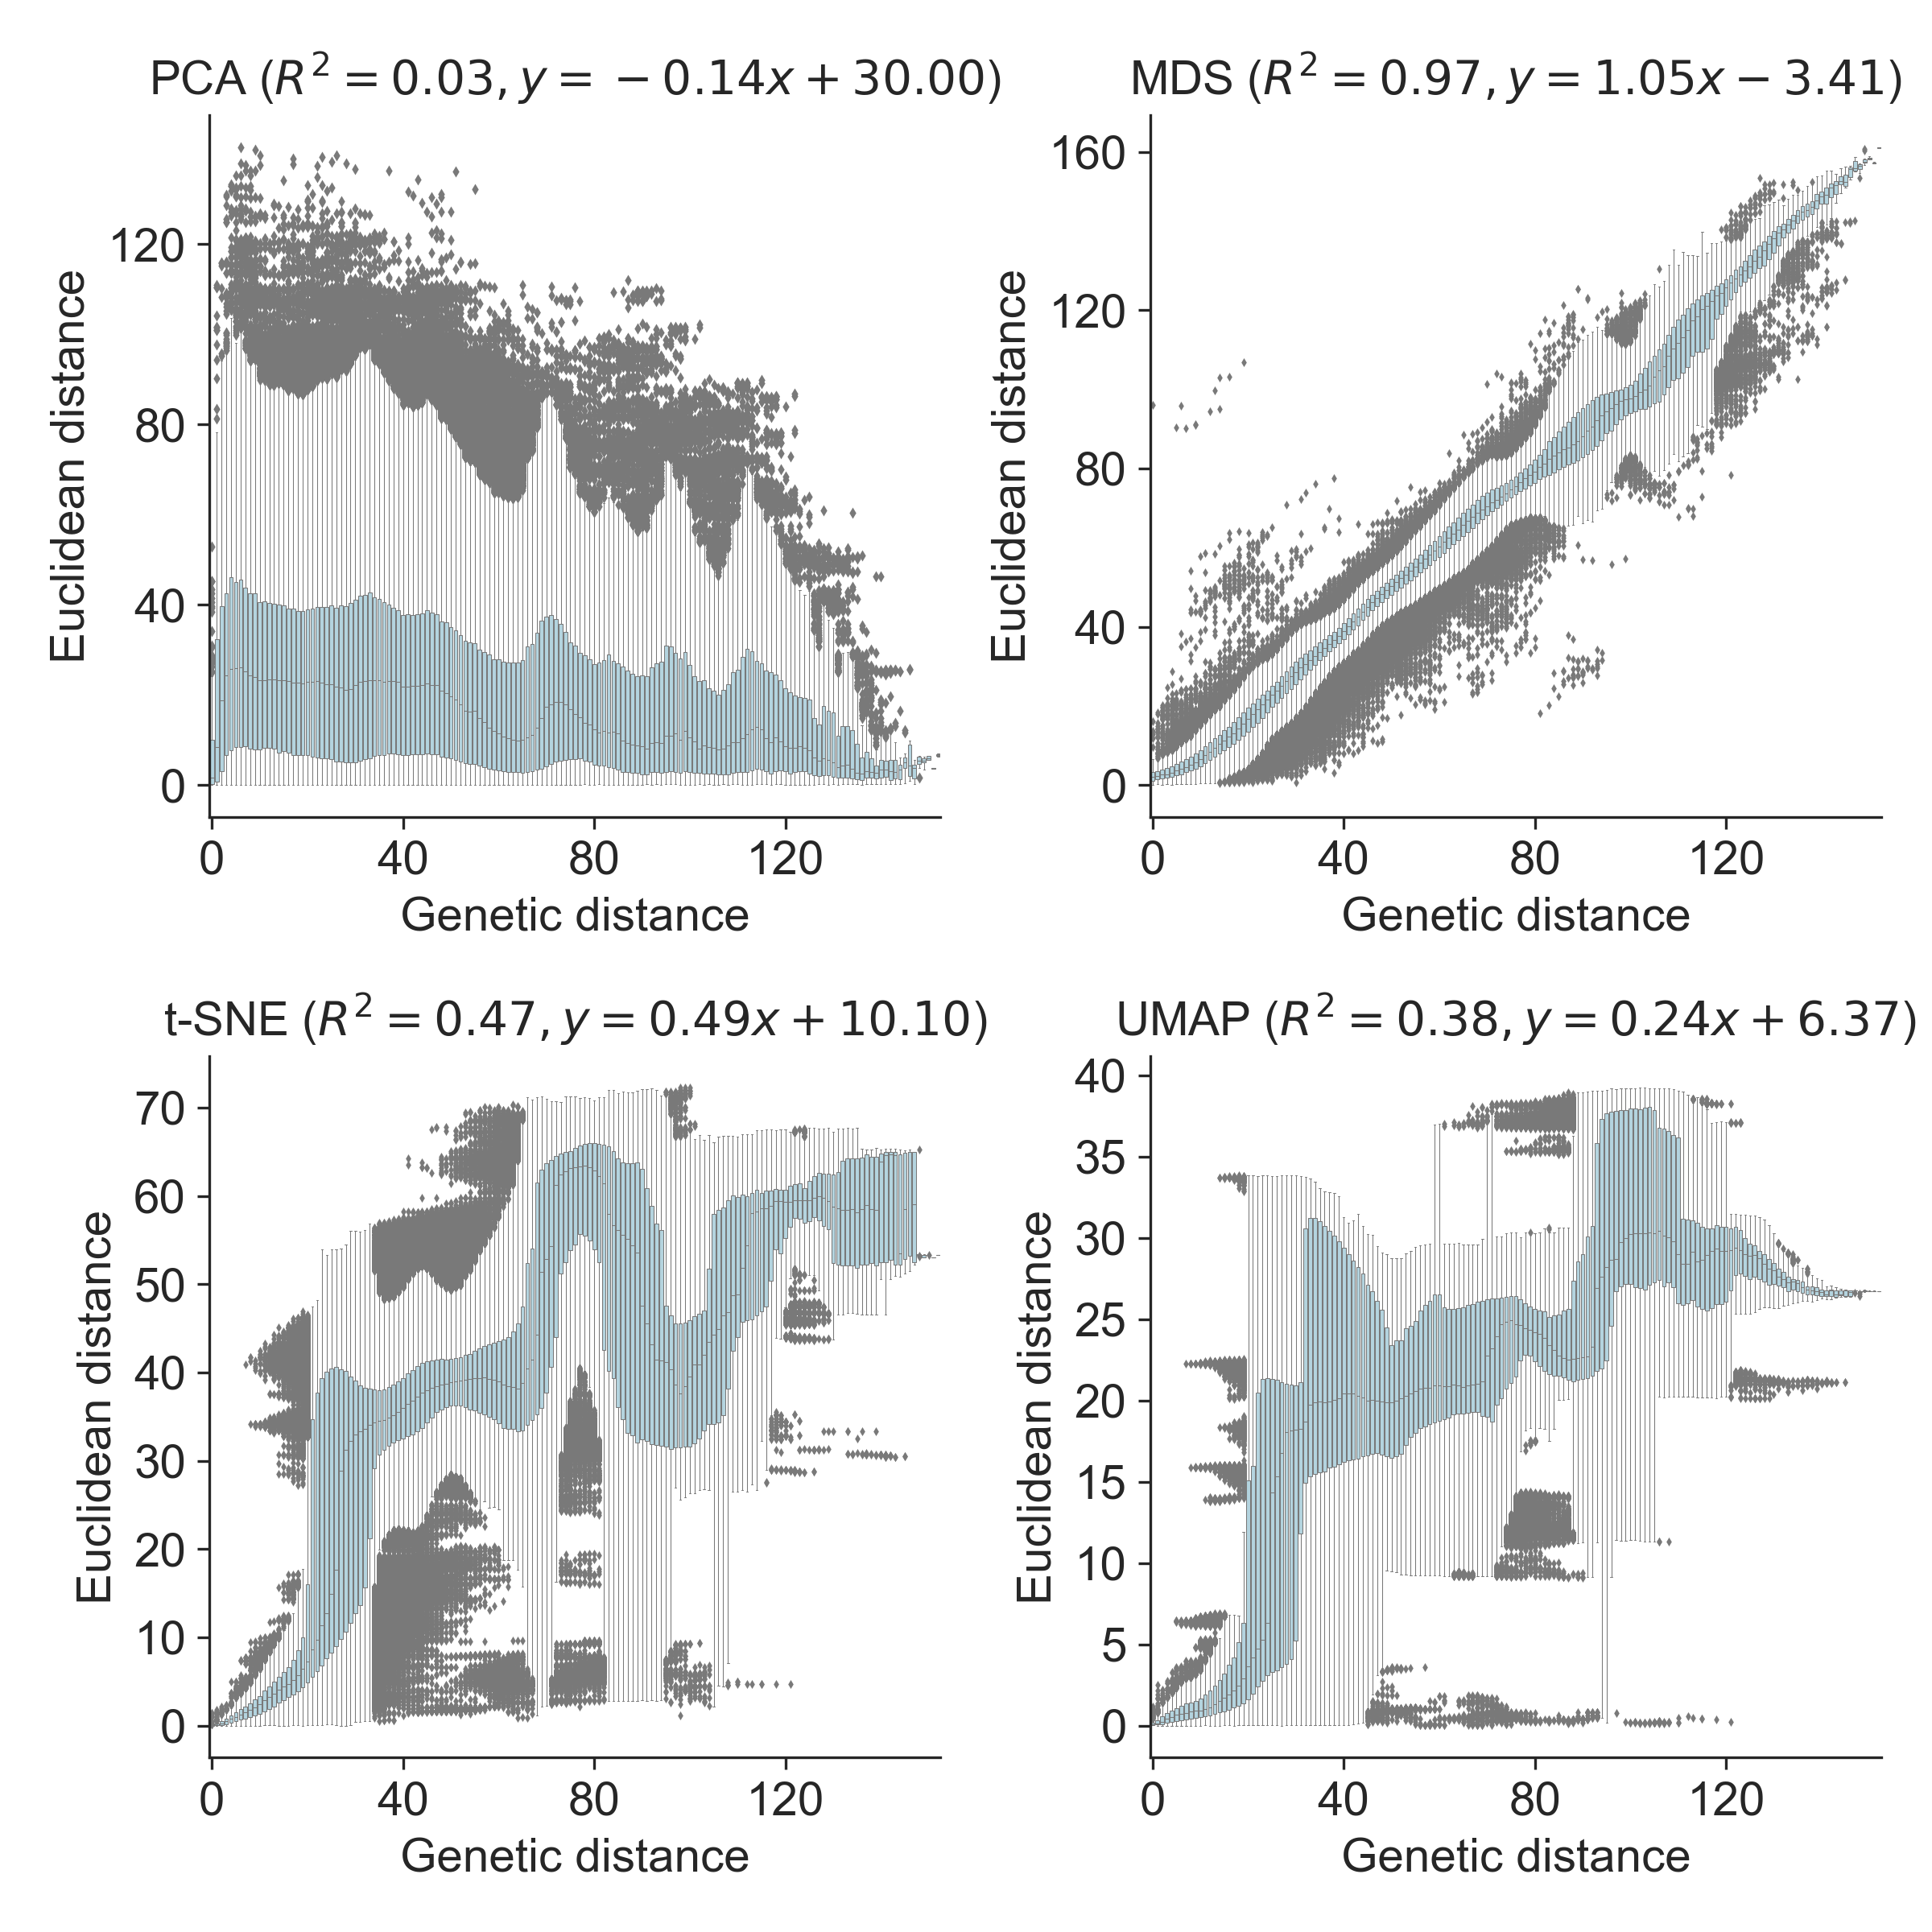 PCA (R² = 0.03, y = − 0.14x + 30.00)
MDS (R² = 0.97, y = 1.05x − 3.41)
Euclidean distance
120
80
40
0
0 40 80 120
Genetic distance
Euclidean distance
160
120
80
40
0
0 40 80 120
Genetic distance
t-SNE (R² = 0.47, y = 0.49x + 10.10)
UMAP (R² = 0.38, y = 0.24x + 6.37)
Euclidean distance
70
60
50
40
30
20
10
0
0 40 80 120
Genetic distance
Euclidean distance
40
35
30
25
20
15
10
5
0
0 40 80 120
Genetic distance